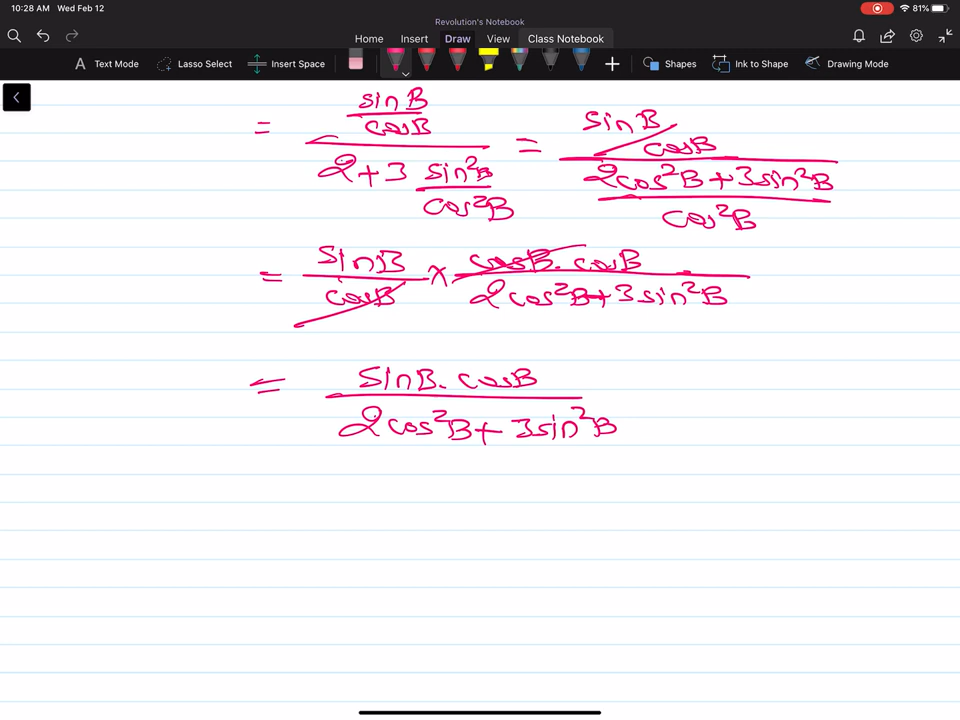 10:28 AM Wed Feb 12
81%
Revolution's Notebook
Home Insert Draw View Class Notebook
Text Mode Lasso Select Insert Space Shapes Ink to Shape Drawing Mode
= (sinB / cosB) / (2+3 sin²B / cos²B) = (sinB / cosB) / ((2cos²B+3sin²B) / cos²B)
= sinB / cosB × cosB. cosB / 2cos²B+3sin²B
= sinB. cosB / 2cos²B+3sin²B